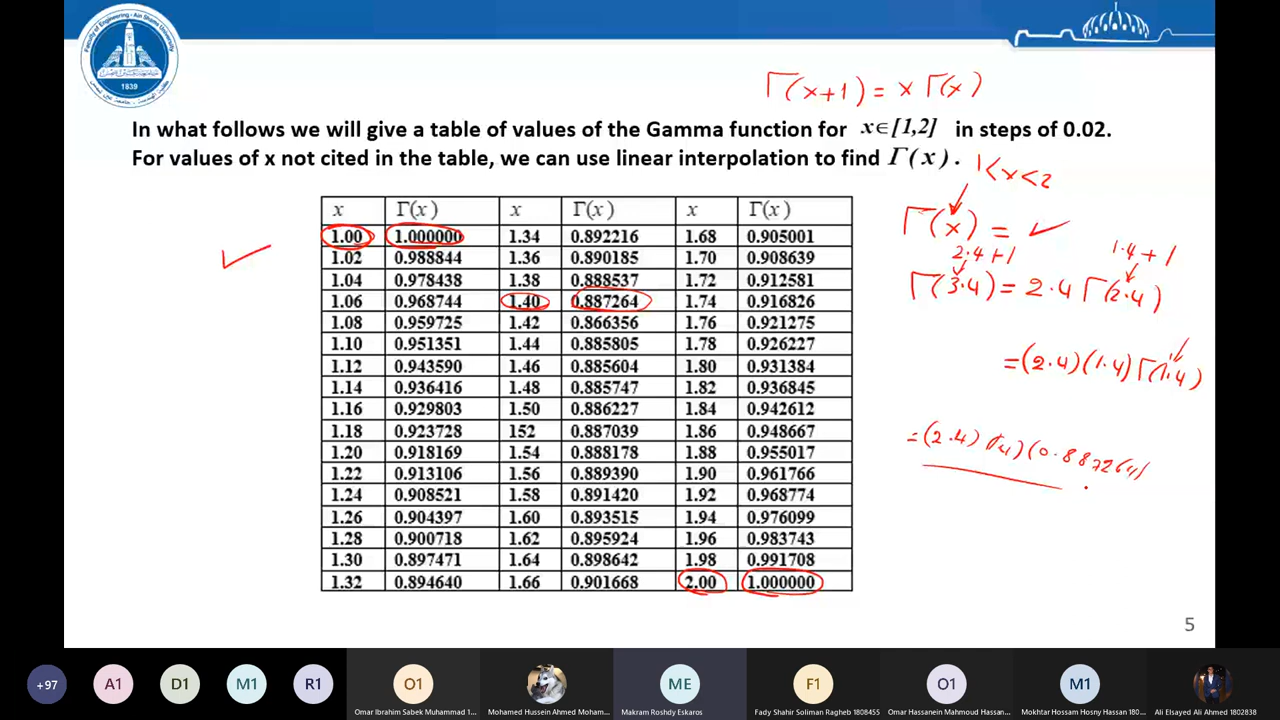 Faculty of Engineering - Ain Shams University
1839
Γ(x+1) = x Γ(x)
In what follows we will give a table of values of the Gamma function for x∈[1,2] in steps of 0.02.
For values of x not cited in the table, we can use linear interpolation to find Γ(x).
1<x<2
Γ(x) = ✓
2.4+1 1.4+1
Γ(3.4) = 2.4 Γ(2.4)
= (2.4)(1.4) Γ(1.4)
= (2.4) (1.4) (0.887264)
x Γ(x) x Γ(x) x Γ(x)
1.00 1.000000 1.34 0.892216 1.68 0.905001
1.02 0.988844 1.36 0.890185 1.70 0.908639
1.04 0.978438 1.38 0.888537 1.72 0.912581
1.06 0.968744 1.40 0.887264 1.74 0.916826
1.08 0.959725 1.42 0.866356 1.76 0.921275
1.10 0.951351 1.44 0.885805 1.78 0.926227
1.12 0.943590 1.46 0.885604 1.80 0.931384
1.14 0.936416 1.48 0.885747 1.82 0.936845
1.16 0.929803 1.50 0.886227 1.84 0.942612
1.18 0.923728 152 0.887039 1.86 0.948667
1.20 0.918169 1.54 0.888178 1.88 0.955017
1.22 0.913106 1.56 0.889390 1.90 0.961766
1.24 0.908521 1.58 0.891420 1.92 0.968774
1.26 0.904397 1.60 0.893515 1.94 0.976099
1.28 0.900718 1.62 0.895924 1.96 0.983743
1.30 0.897471 1.64 0.898642 1.98 0.991708
1.32 0.894640 1.66 0.901668 2.00 1.000000
5
+97 A1 D1 M1 R1 O1 ME F1 O1 M1
Omar Ibrahim Sabek Muhammad 1... Mohamed Hussein Ahmed Moham... Makram Roshdy Eskaros Fady Shahir Soliman Ragheb 1808455 Omar Hassanein Mahmoud Hassan... Mokhtar Hossam Hosny Hassan 180... Ali Elsayed Ali Ahmed 1802838